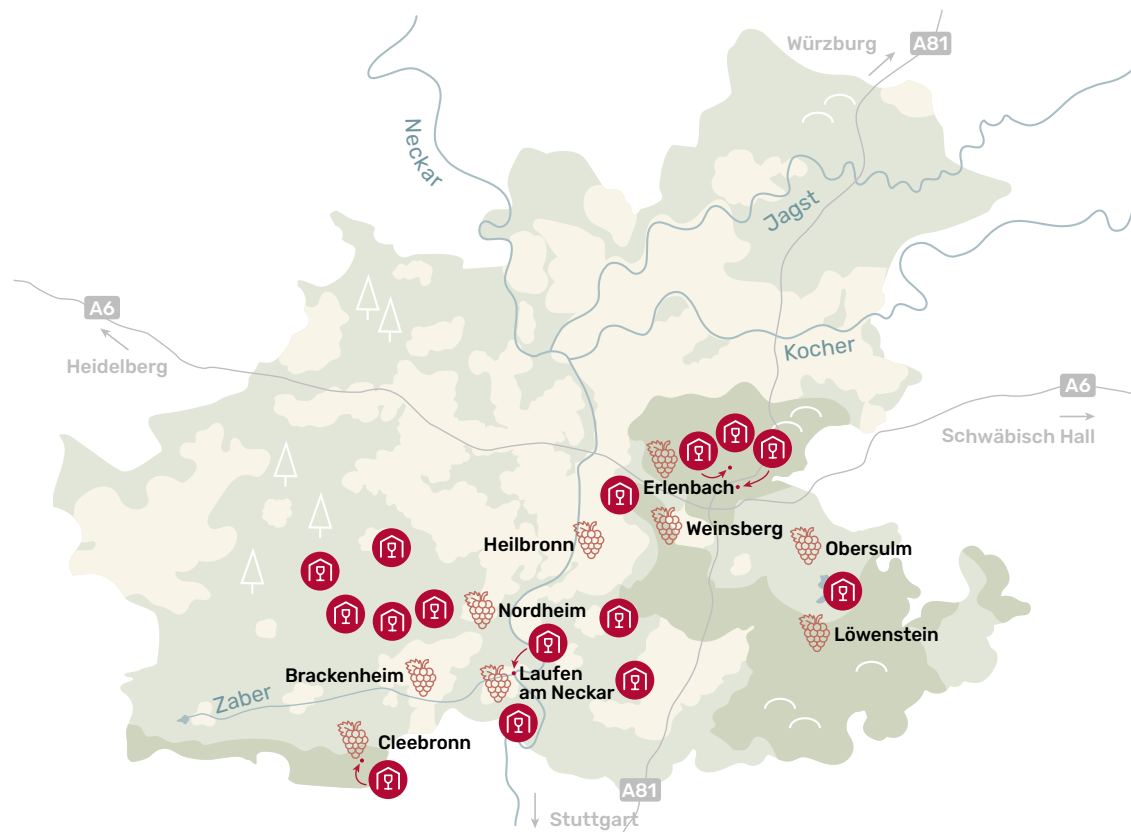 Würzburg
A81
Neckar
Jagst
A6
Heidelberg
Kocher
A6
Schwäbisch Hall
Erlenbach
Weinsberg
Heilbronn
Obersulm
Nordheim
Löwenstein
Brackenheim
Laufen
am Neckar
Zaber
Cleebronn
A81
Stuttgart